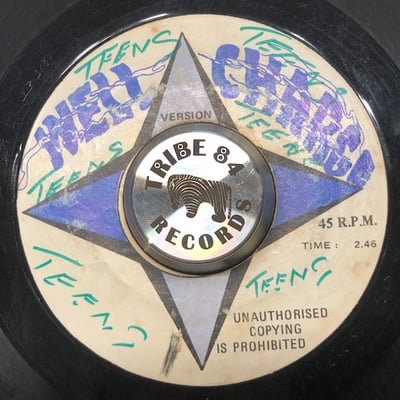 TEENS
TEENS
WELL CHARGE
VERSION
TEENS
TEENS
TRIBE 84
RECORDS
45 R.P.M.
TIME : 2.46
TEENS
TEENS
UNAUTHORISED
COPYING
IS PROHIBITED